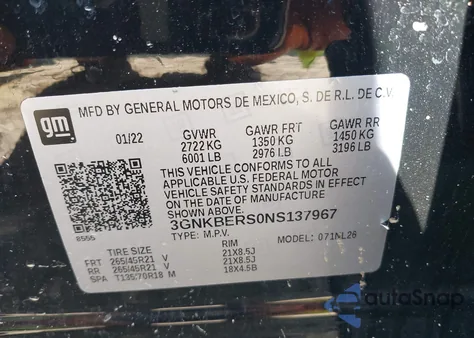 gm
MFD BY GENERAL MOTORS DE MEXICO, S. DE R.L. DE C.V.
01/22 GVWR GAWR FRT GAWR RR
2722 KG 1350 KG 1450 KG
6001 LB 2976 LB 3196 LB
THIS VEHICLE CONFORMS TO ALL
APPLICABLE U.S. FEDERAL MOTOR
VEHICLE SAFETY STANDARDS IN EFFECT
ON THE DATE OF MANUFACTURE SHOWN ABOVE.
3GNKBERS0NS137967
8555 TYPE: M.P.V. MODEL: 071NL26
TIRE SIZE RIM
FRT 265/45R21 V 21X8.5J
RR 265/45R21 V 21X8.5J
SPA T135/70R18 M 18X4.5B
autoSnap